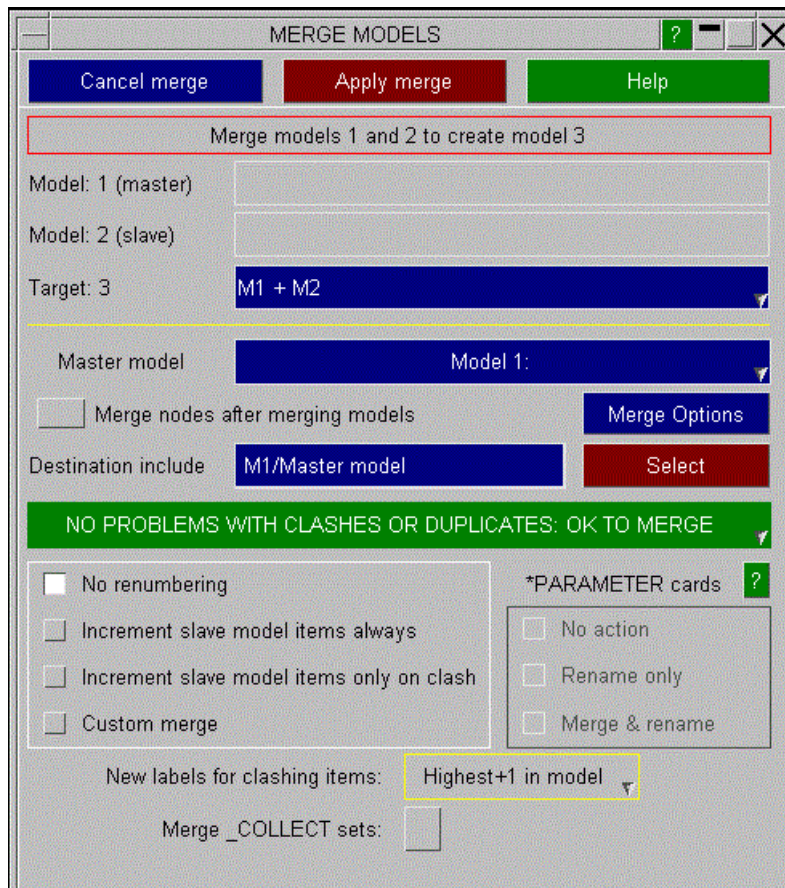 MERGE MODELS ?
Cancel merge Apply merge Help
Merge models 1 and 2 to create model 3
Model: 1 (master)
Model: 2 (slave)
Target: 3 M1 + M2
Master model Model 1:
Merge nodes after merging models Merge Options
Destination include M1/Master model Select
NO PROBLEMS WITH CLASHES OR DUPLICATES: OK TO MERGE
No renumbering
Increment slave model items always
Increment slave model items only on clash
Custom merge
*PARAMETER cards ?
No action
Rename only
Merge & rename
New labels for clashing items: Highest+1 in model
Merge _COLLECT sets: